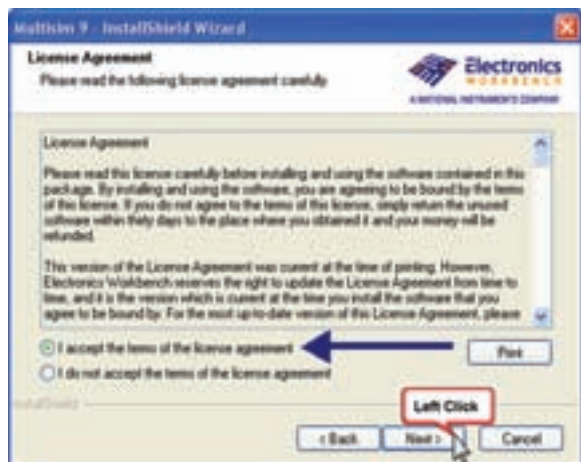 Multisim 9 - InstallShield Wizard
License Agreement
Please read the following license agreement carefully.
Electronics
WORKBENCH
A NATIONAL INSTRUMENTS COMPANY
License Agreement
Please read this license carefully before installing and using the software contained in this
package. By installing and using the software, you are agreeing to be bound by the terms
of this license. If you do not agree to the terms of this license, simply return the unused
software within thirty days to the place where you obtained it and your money will be
refunded.
This version of the License Agreement was current at the time of printing. However,
Electronics Workbench reserves the right to update the License Agreement from time to
time, and it is the version which is current at the time you install the software that you
agree to be bound by. For the most up-to-date version of this License Agreement, please
I accept the terms of the license agreement
Print
I do not accept the terms of the license agreement
InstallShield
Left Click
< Back
Next >
Cancel